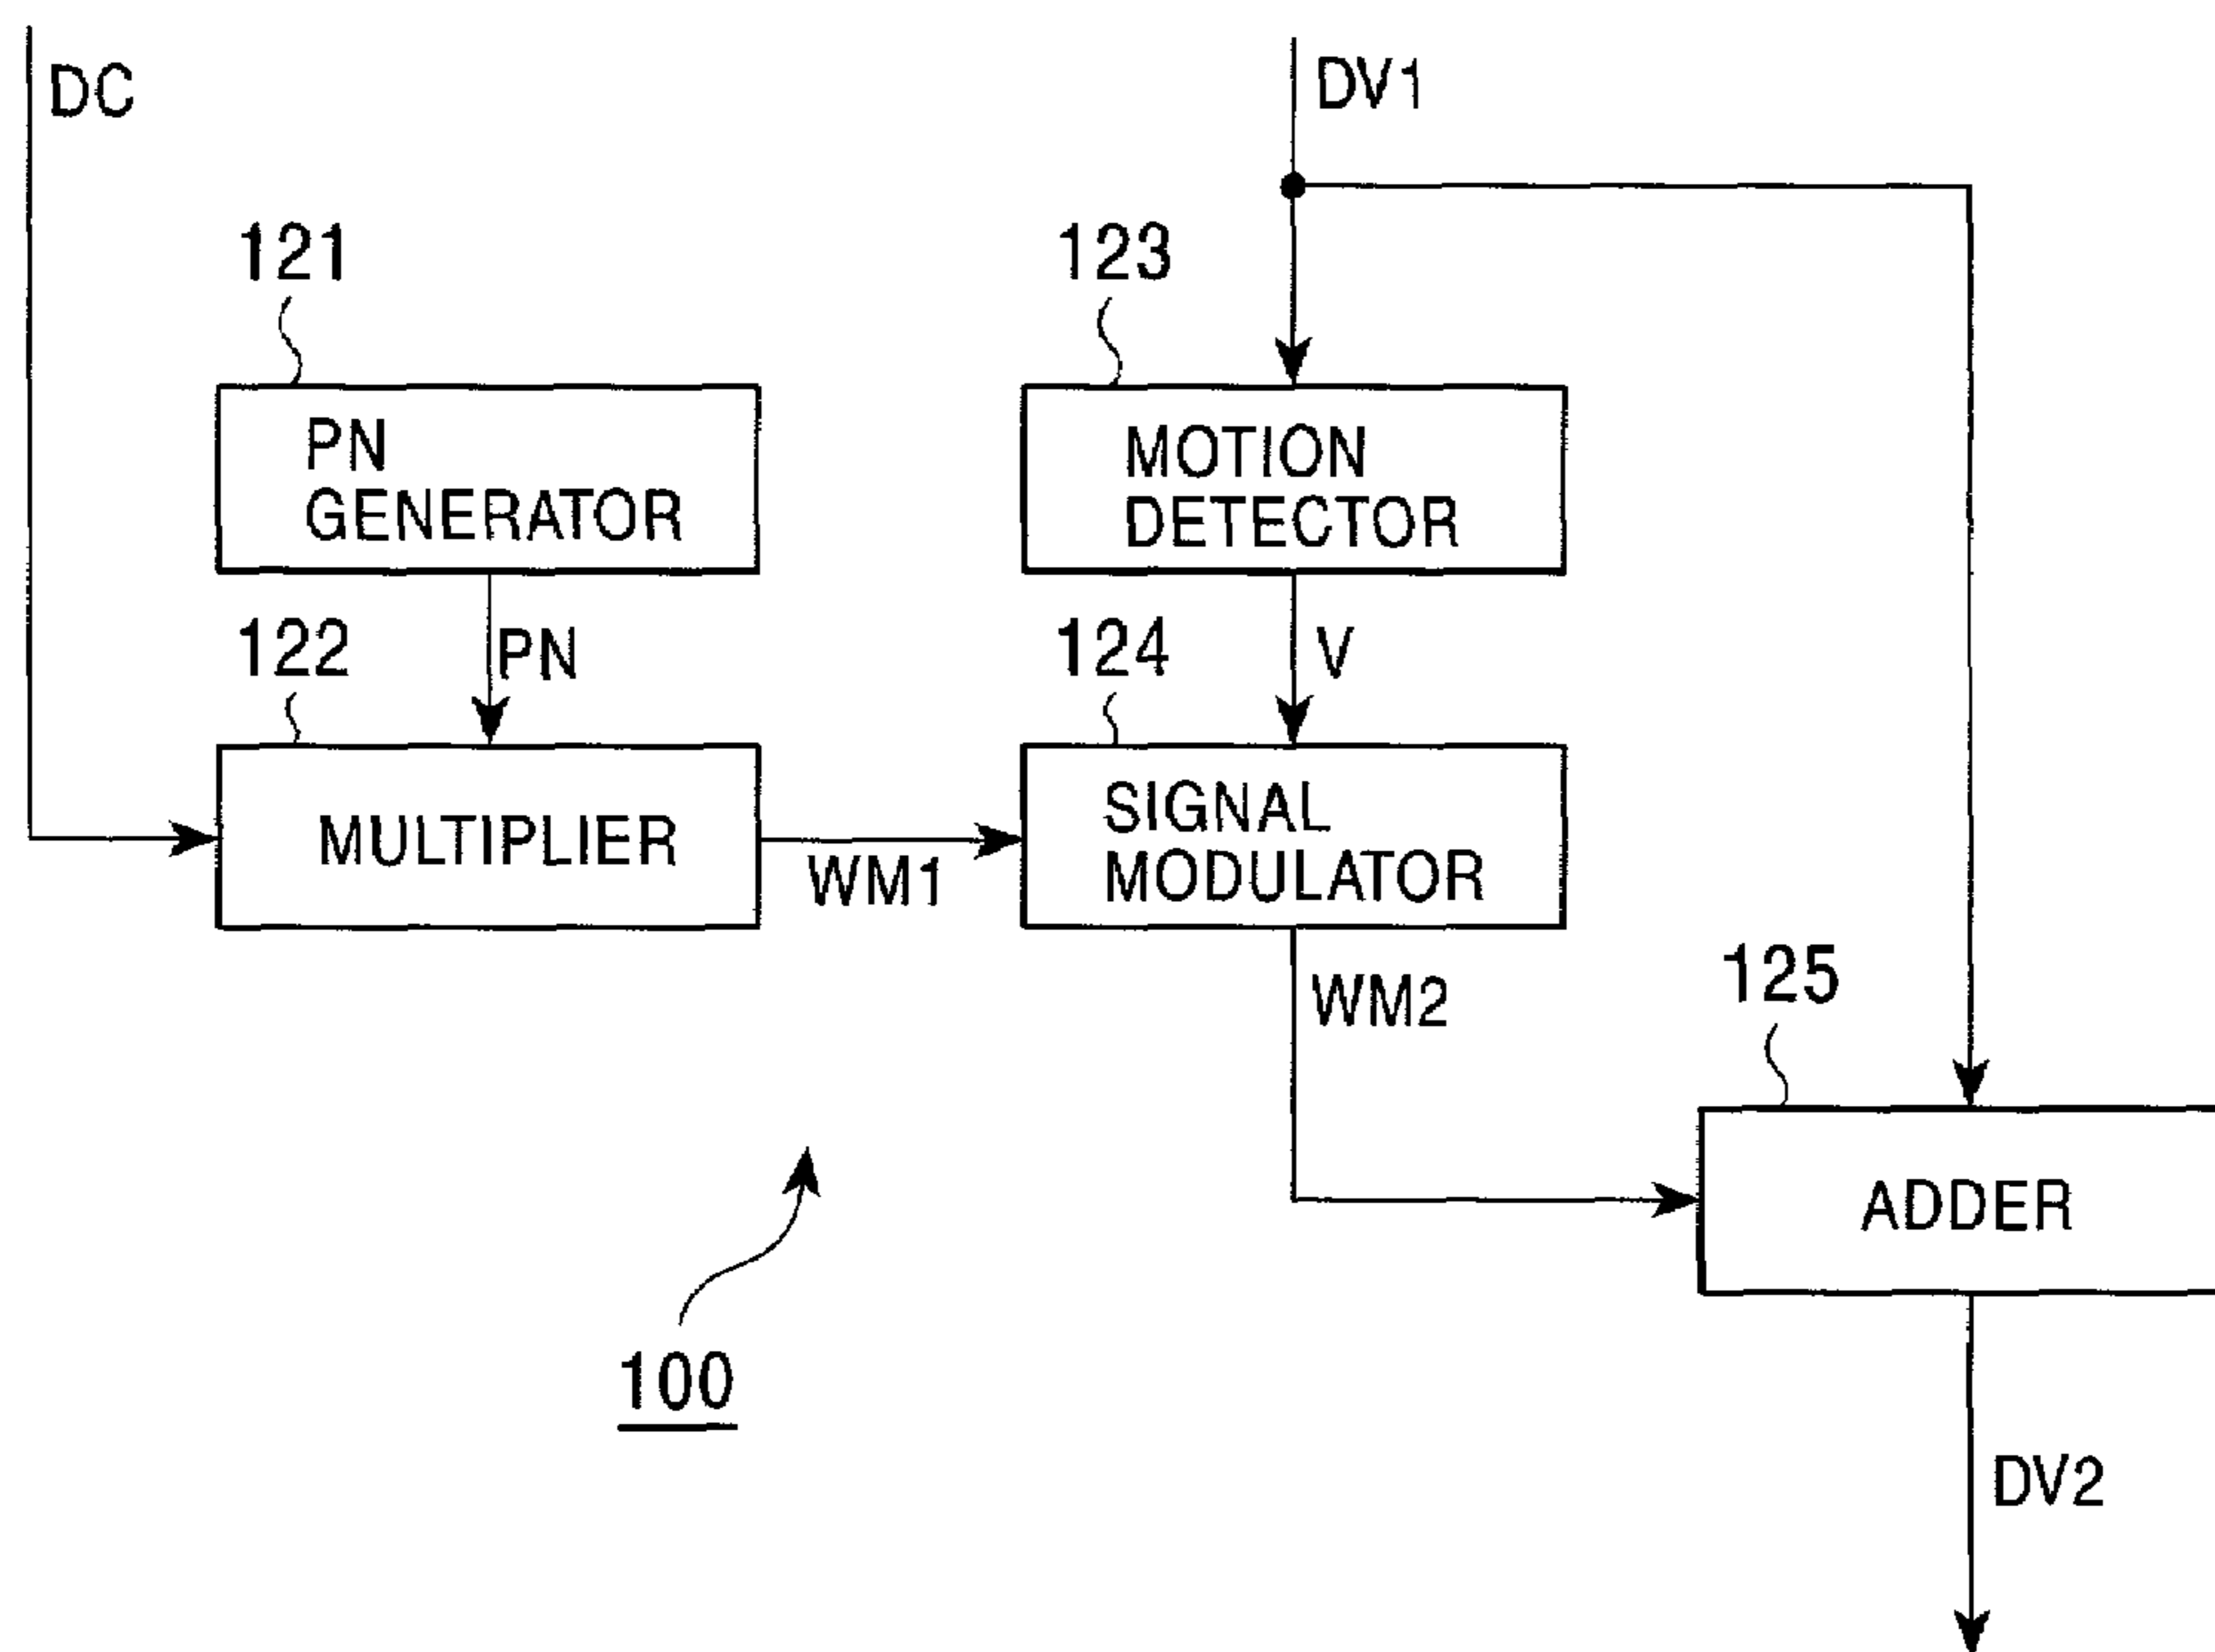 DC
DV1
121
123
PN
GENERATOR
MOTION
DETECTOR
122
PN
124
V
MULTIPLIER
WM1
SIGNAL
MODULATOR
WM2
125
ADDER
100
DV2